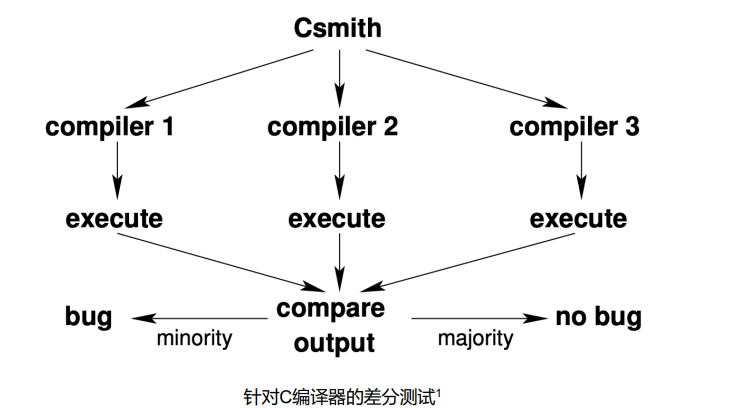 Csmith
compiler 1 compiler 2 compiler 3
execute execute execute
bug minority compare output majority no bug
针对C编译器的差分测试¹